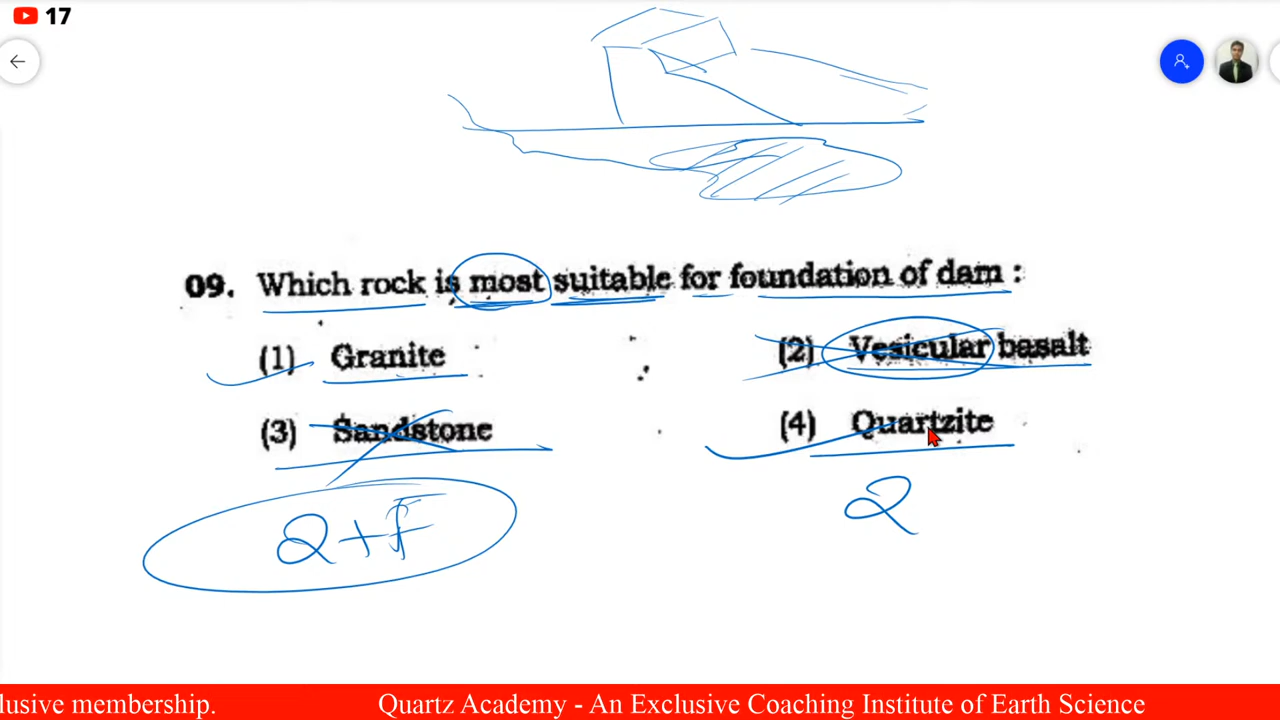 17
09. Which rock is most suitable for foundation of dam :
(1) Granite
(2) Vesicular basalt
(3) Sandstone
(4) Quartzite
Q+F
Q
lusive membership.
Quartz Academy - An Exclusive Coaching Institute of Earth Science